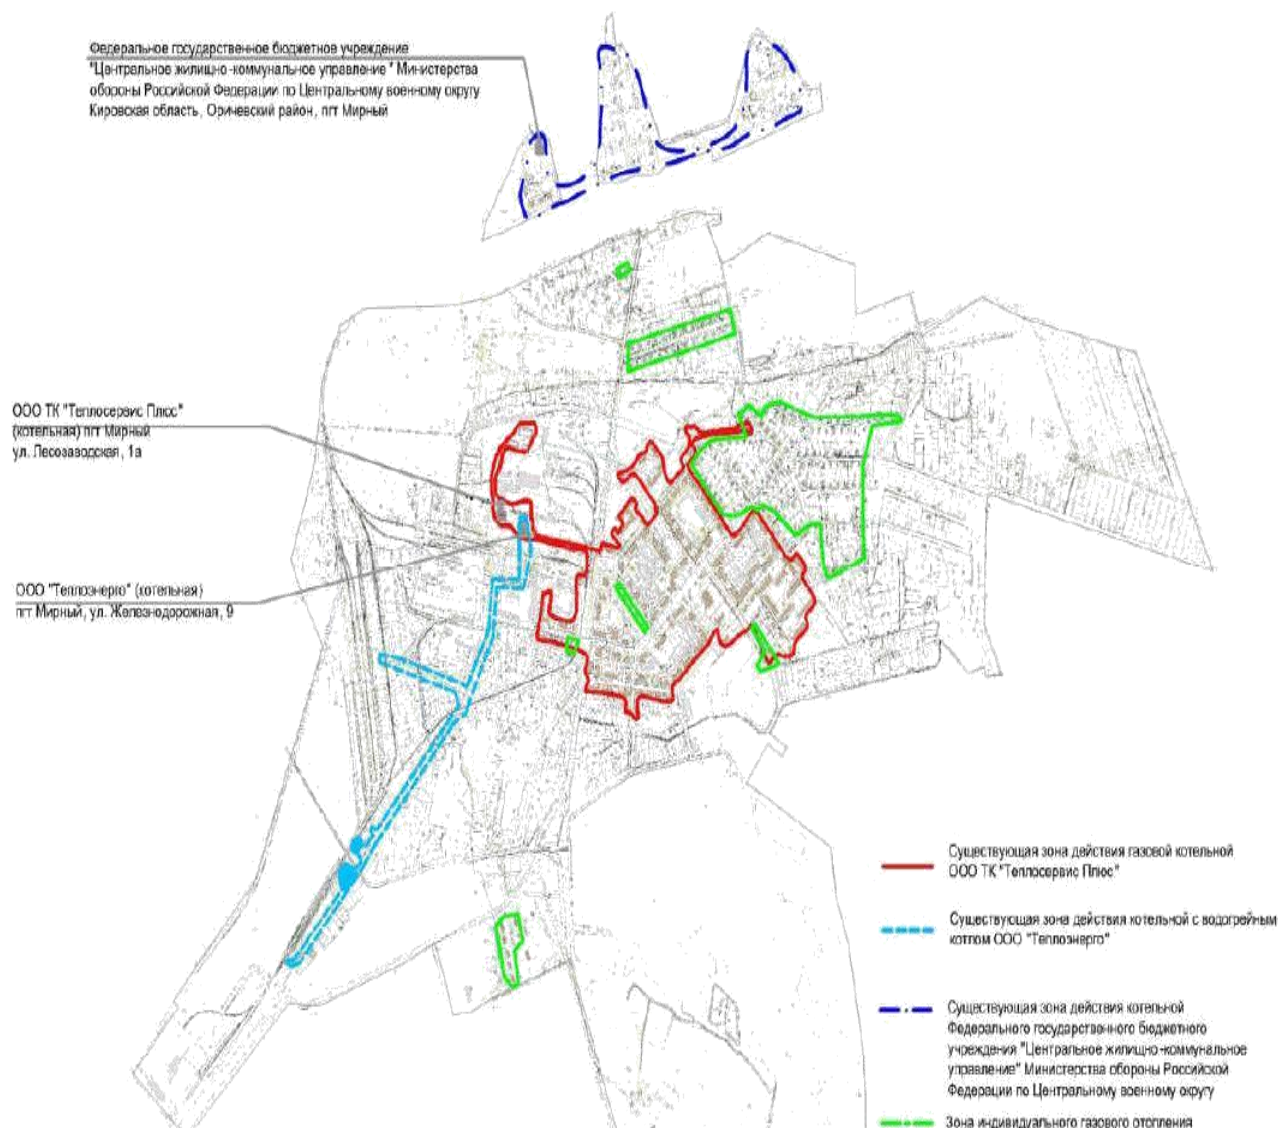 Федеральное государственное бюджетное учреждение
"Центральное жилищно-коммунальное управление " Министерства
обороны Российской Федерации по Центральному военному округу
Кировская область, Оричевский район, пгт Мирный
ООО ТК "Теплосервис Плюс"
(котельная) пгт Мирный
ул. Лесозаводская, 1а
ООО "Теплоэнерго" (котельная)
пгт Мирный, ул. Железнодорожная, 9
Существующая зона действия газовой котельной
ООО ТК "Теплосервис Плюс"
Существующая зона действия котельной с водогрейным
котлом ООО "Теплоэнерго"
Существующая зона действия котельной
Федерального государственного бюджетного
учреждения "Центральное жилищно-коммунальное
управление" Министерства обороны Российской
Федерации по Центральному военному округу
Зона индивидуального газового отопления